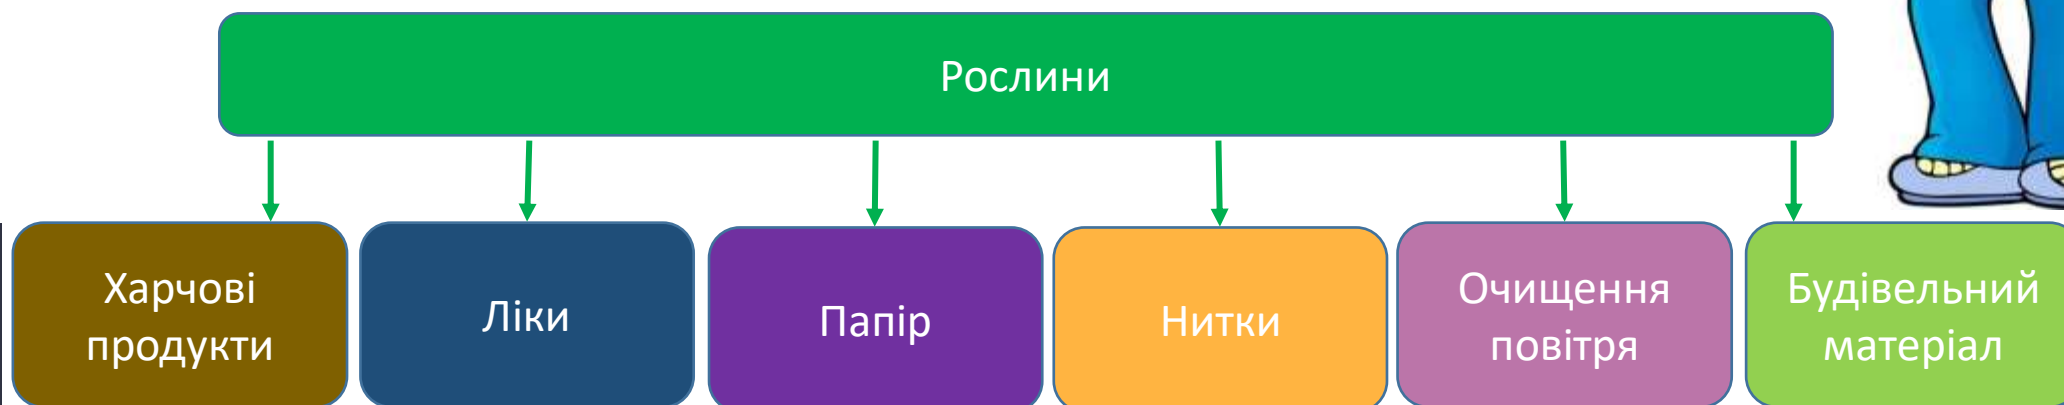 Рослини
Харчові
продукти
Ліки
Папір
Нитки
Очищення
повітря
Будівельний
матеріал